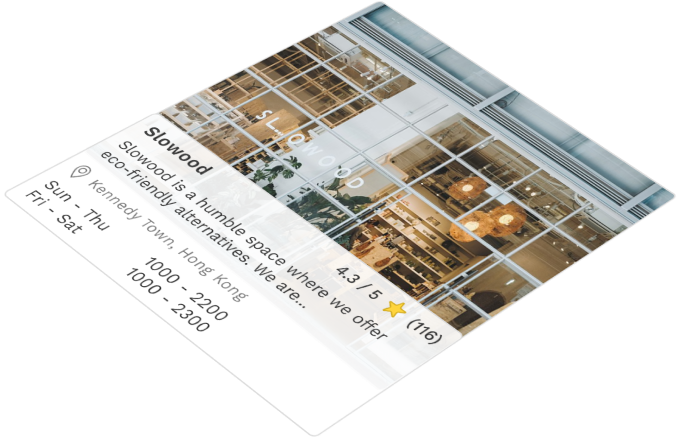 SLOWOOD
Slowood
4.3 / 5 (116)
Slowood is a humble space where we offer
eco-friendly alternatives. We are...
Kennedy Town, Hong Kong
Sun - Thu 1000 - 2200
Fri - Sat 1000 - 2300